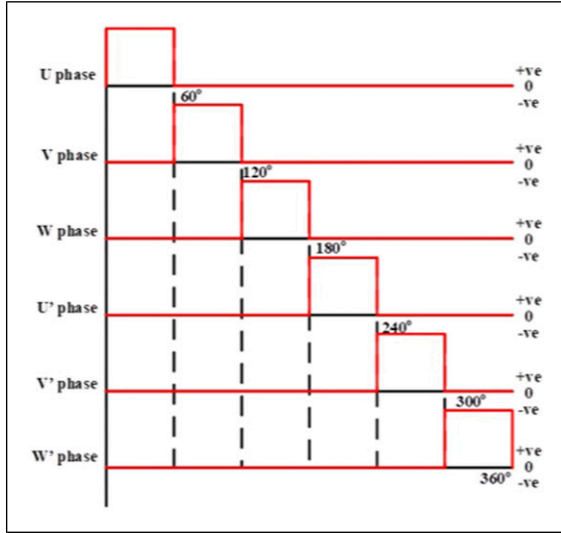 +ve
U phase 0
-ve
60°
+ve
V phase 0
-ve
120°
+ve
W phase 0
-ve
180°
+ve
U' phase 0
-ve
240°
+ve
V' phase 0
-ve
300°
+ve
W' phase 0
360° -ve